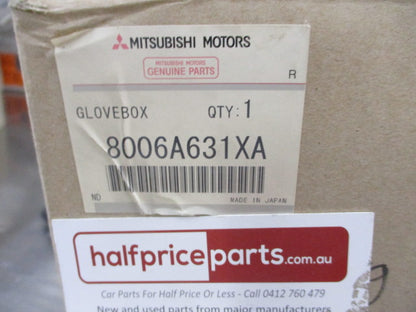 MITSUBISHI MOTORS
MITSUBISHI MOTORS
GENUINE PARTS
R
GLOVEBOX QTY: 1
8006A631XA
ND MADE IN JAPAN
halfpriceparts.com.au
Car Parts For Half Price Or Less - Call 0412 760 479
New and used parts from major manufacturers